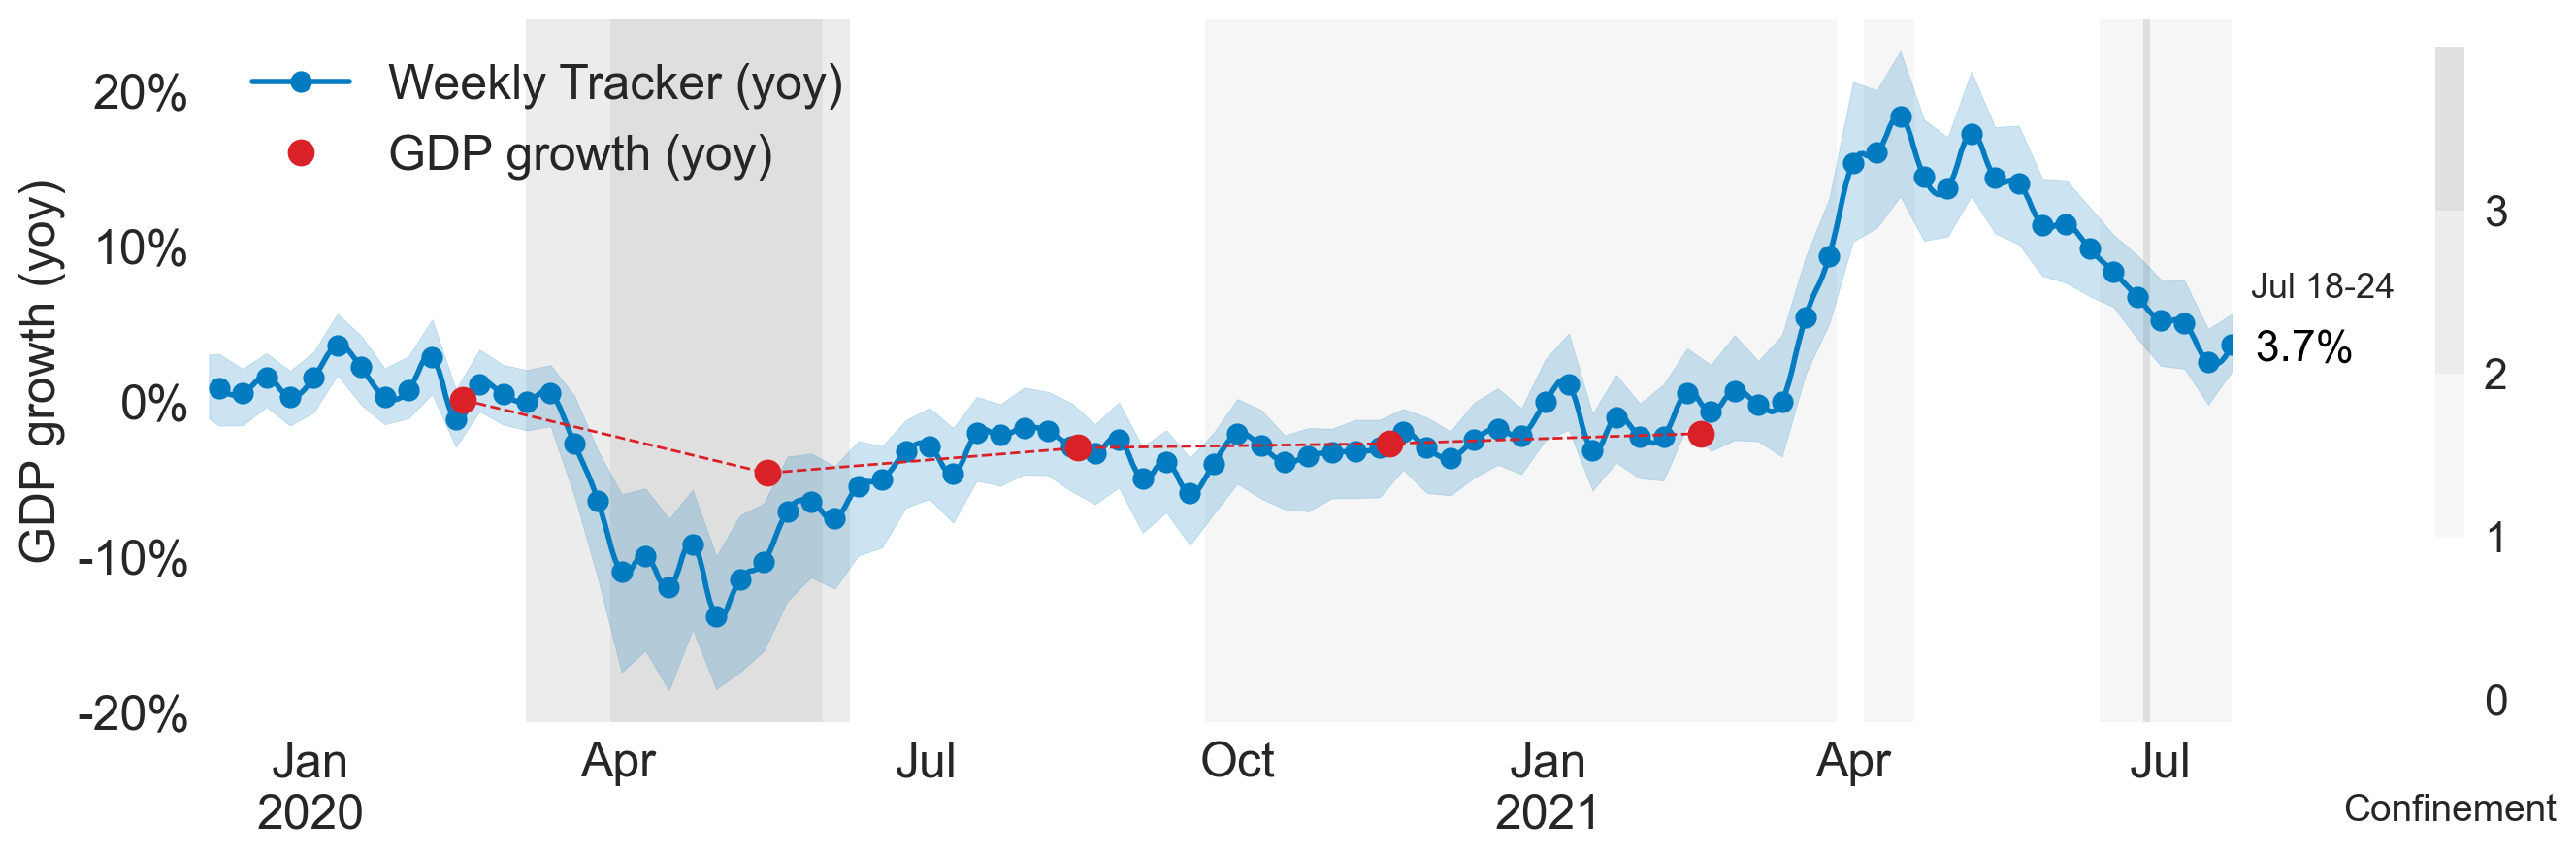 Weekly Tracker (yoy)
GDP growth (yoy)
GDP growth (yoy)
20%
10%
0%
-10%
-20%
Jan
2020
Apr
Jul
Oct
Jan
2021
Apr
Jul
Jul 18-24
3.7%
3
2
1
0
Confinement